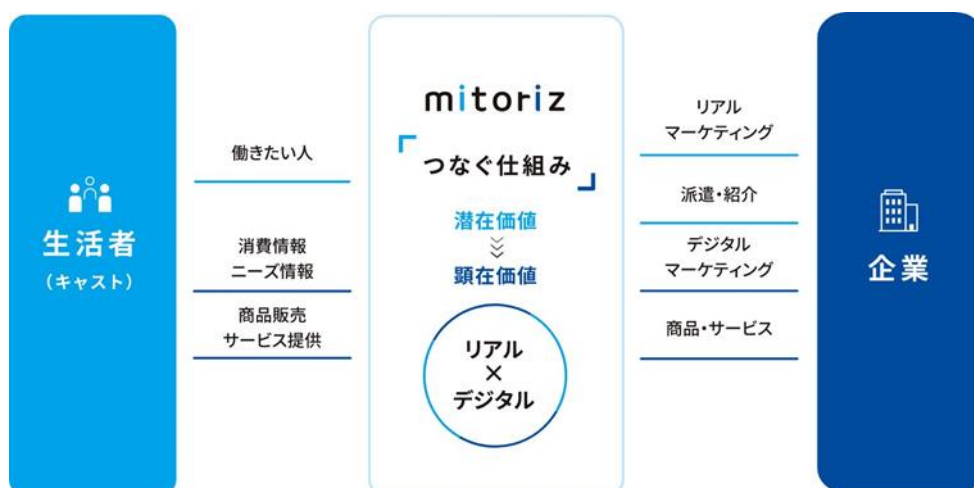 生活者
（キャスト）
働きたい人
消費情報
ニーズ情報
商品販売
サービス提供
mitoriz
「つなぐ仕組み」
潜在価値
顕在価値
リアル
×
デジタル
リアル
マーケティング
派遣・紹介
デジタル
マーケティング
商品・サービス
企業